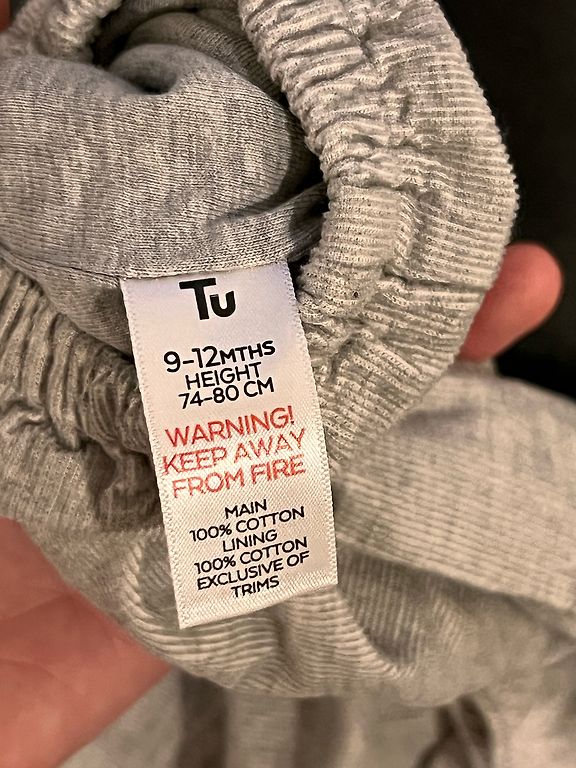 Tu
9-12MTHS
HEIGHT
74-80 CM
WARNING!
KEEP AWAY
FROM FIRE
MAIN
100% COTTON
LINING
100% COTTON
EXCLUSIVE OF
TRIMS